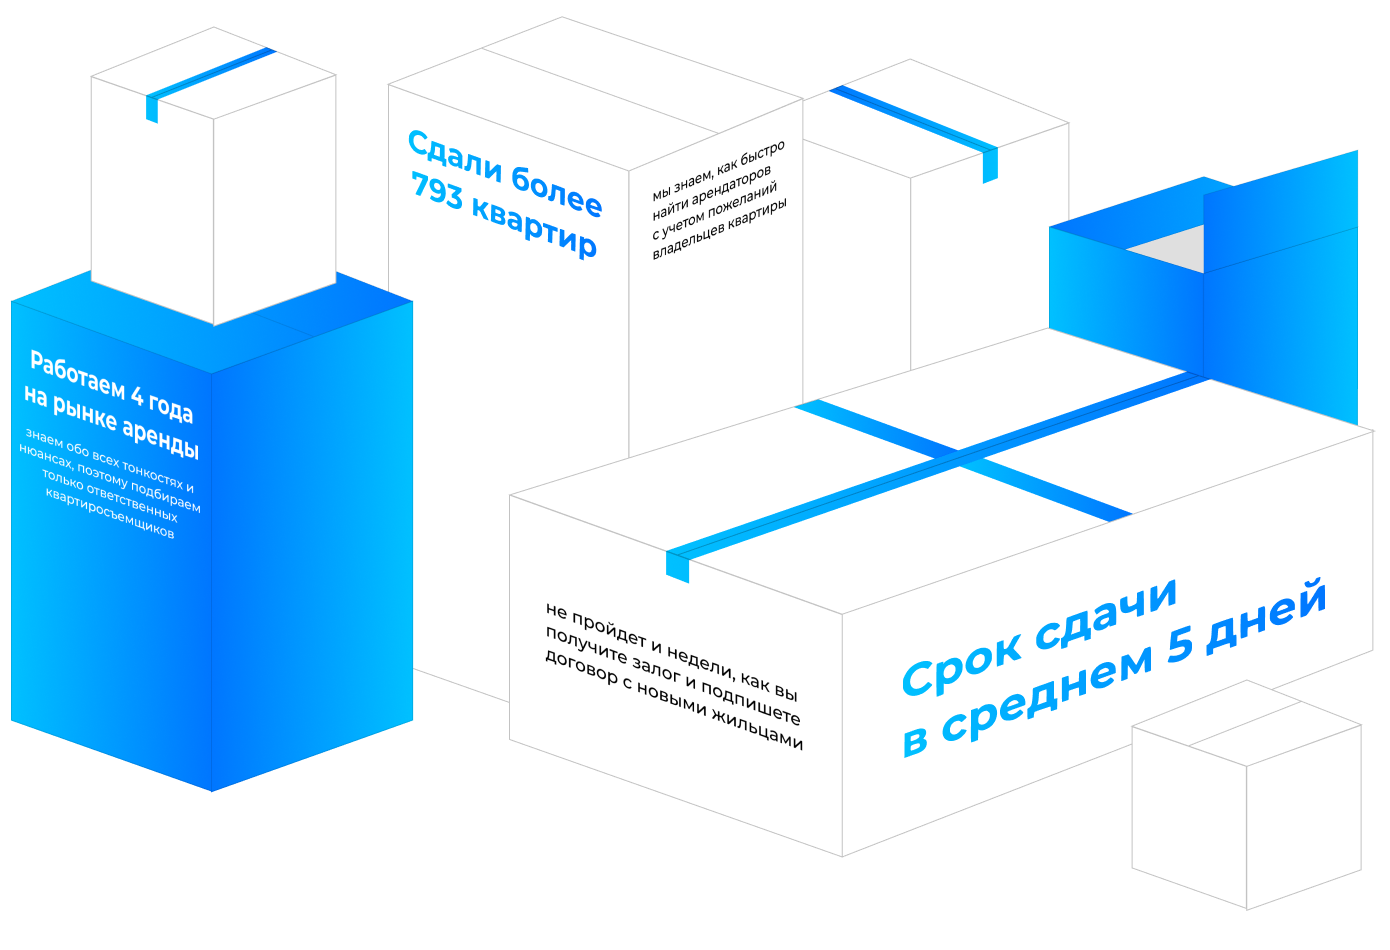 Сдали более
793 квартир
мы знаем, как быстро
найти арендаторов
с учетом пожеланий
владельцев квартиры
Работаем 4 года
на рынке аренды
знаем обо всех тонкостях и
нюансах, поэтому подбираем
только ответственных
квартиросъемщиков
не пройдет и недели, как вы
получите залог и подпишете
договор с новыми жильцами
Срок сдачи
в среднем 5 дней